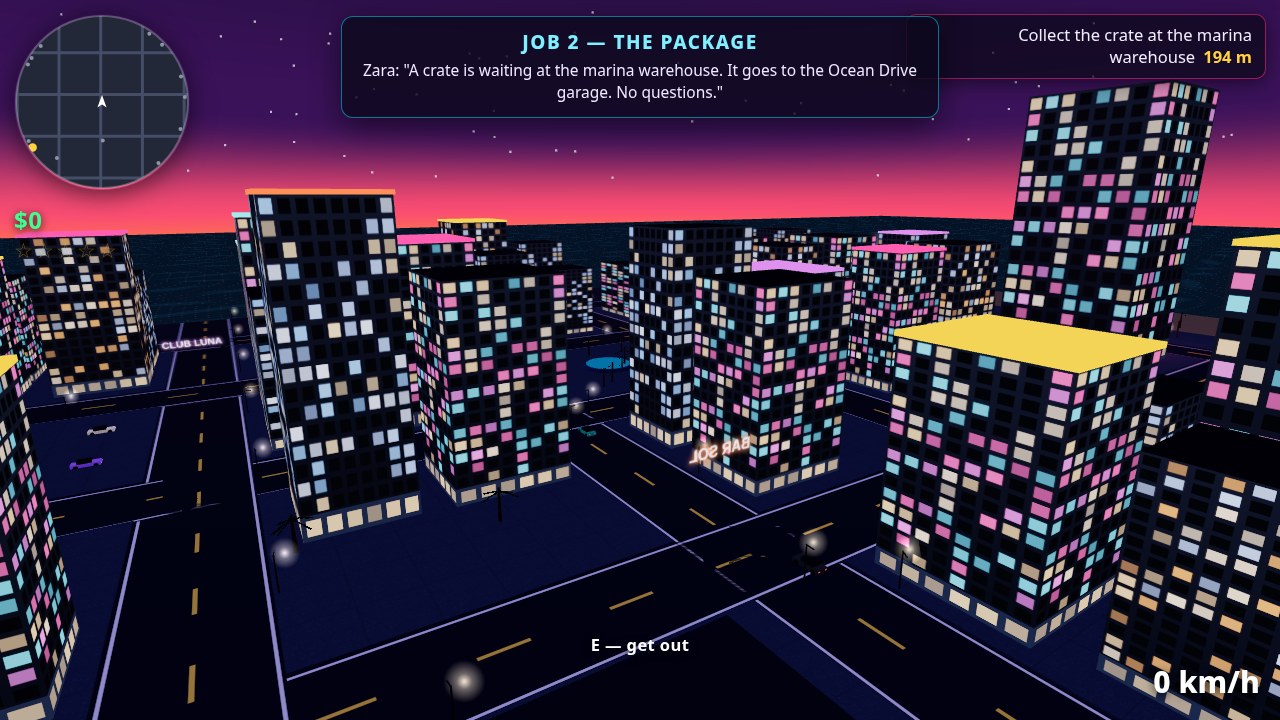 JOB 2 — THE PACKAGE
Zara: "A crate is waiting at the marina warehouse. It goes to the Ocean Drive
garage. No questions."
Collect the crate at the marina
warehouse 194 m
$0
CLUB LUNA
BAR SOL
E — get out
0 km/h